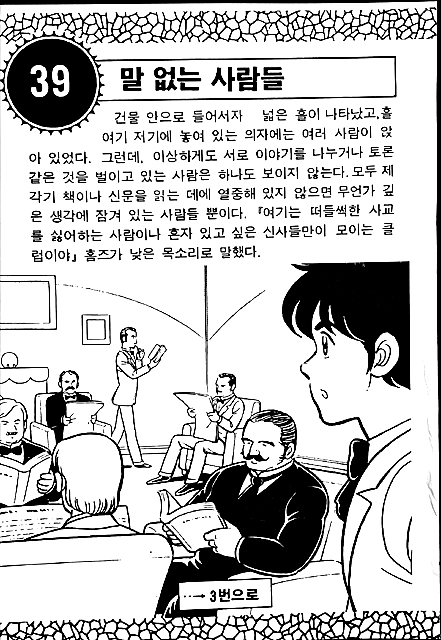 39
말 없는 사람들
건물 안으로 들어서자 넓은 홀이 나타났고, 홀
여기 저기에 놓여 있는 의자에는 여러 사람이 앉
아 있었다. 그런데, 이상하게도 서로 이야기를 나누거나 토론
같은 것을 벌이고 있는 사람은 하나도 보이지 않는다. 모두 제
각기 책이나 신문을 읽는 데에 열중해 있지 않으면 무언가 깊
은 생각에 잠겨 있는 사람들 뿐이다. 『여기는 떠들썩한 사교
를 싫어하는 사람이나 혼자 있고 싶은 신사들만이 모이는 클
럽이야』 홈즈가 낮은 목소리로 말했다.
····→ 3번으로